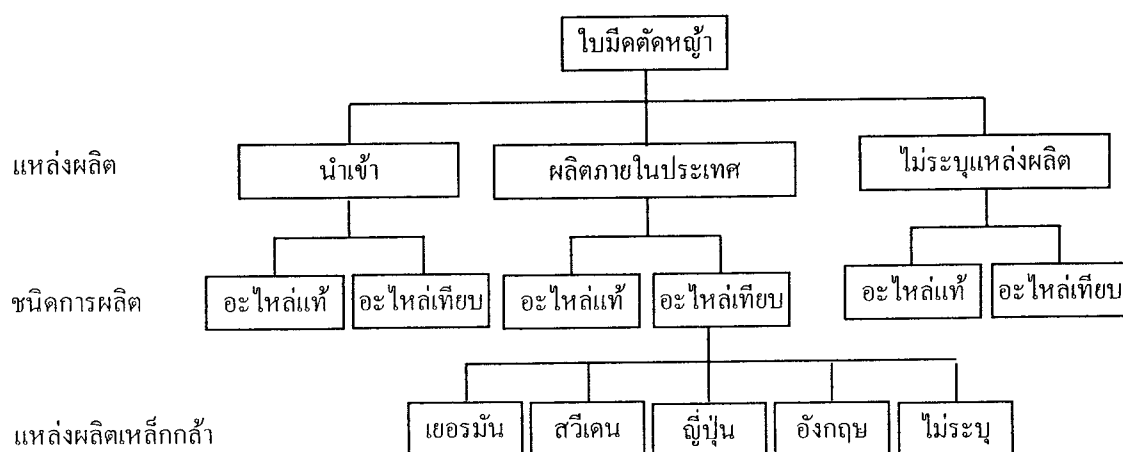 ใบมีดตัดหญ้า
แหล่งผลิต นำเข้า ผลิตภายในประเทศ ไม่ระบุแหล่งผลิต
ชนิดการผลิต อะไหล่แท้ อะไหล่เทียบ อะไหล่แท้ อะไหล่เทียบ อะไหล่แท้ อะไหล่เทียบ
แหล่งผลิตเหล็กกล้า เยอรมัน สวีเดน ญี่ปุ่น อังกฤษ ไม่ระบุ